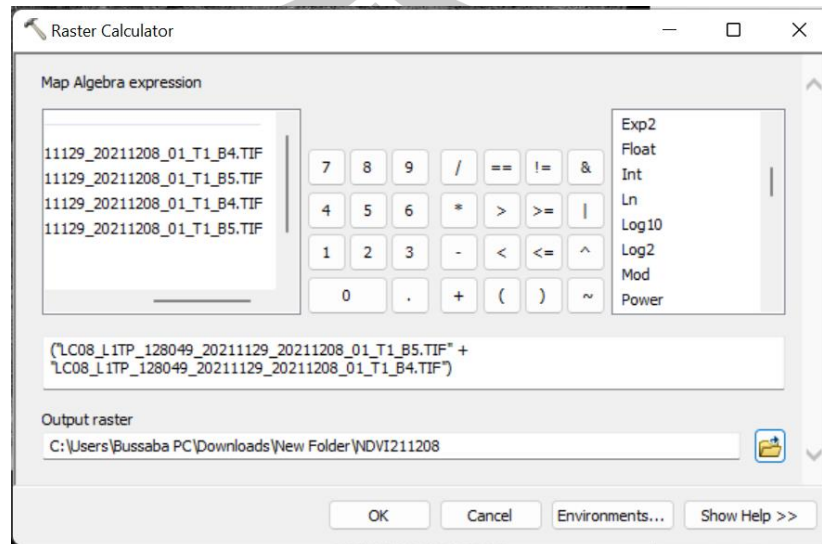 Raster Calculator
Map Algebra expression
11129_20211208_01_T1_B4.TIF
11129_20211208_01_T1_B5.TIF
11129_20211208_01_T1_B4.TIF
11129_20211208_01_T1_B5.TIF
7 8 9 / == != &
4 5 6 * > >= |
1 2 3 - < <= ^
0 . + ( ) ~
Exp2
Float
Int
Ln
Log10
Log2
Mod
Power
("LC08_L1TP_128049_20211129_20211208_01_T1_B5.TIF" +
"LC08_L1TP_128049_20211129_20211208_01_T1_B4.TIF")
Output raster
C:\Users\Bussaba PC\Downloads\New Folder\NDVI211208
OK Cancel Environments... Show Help >>